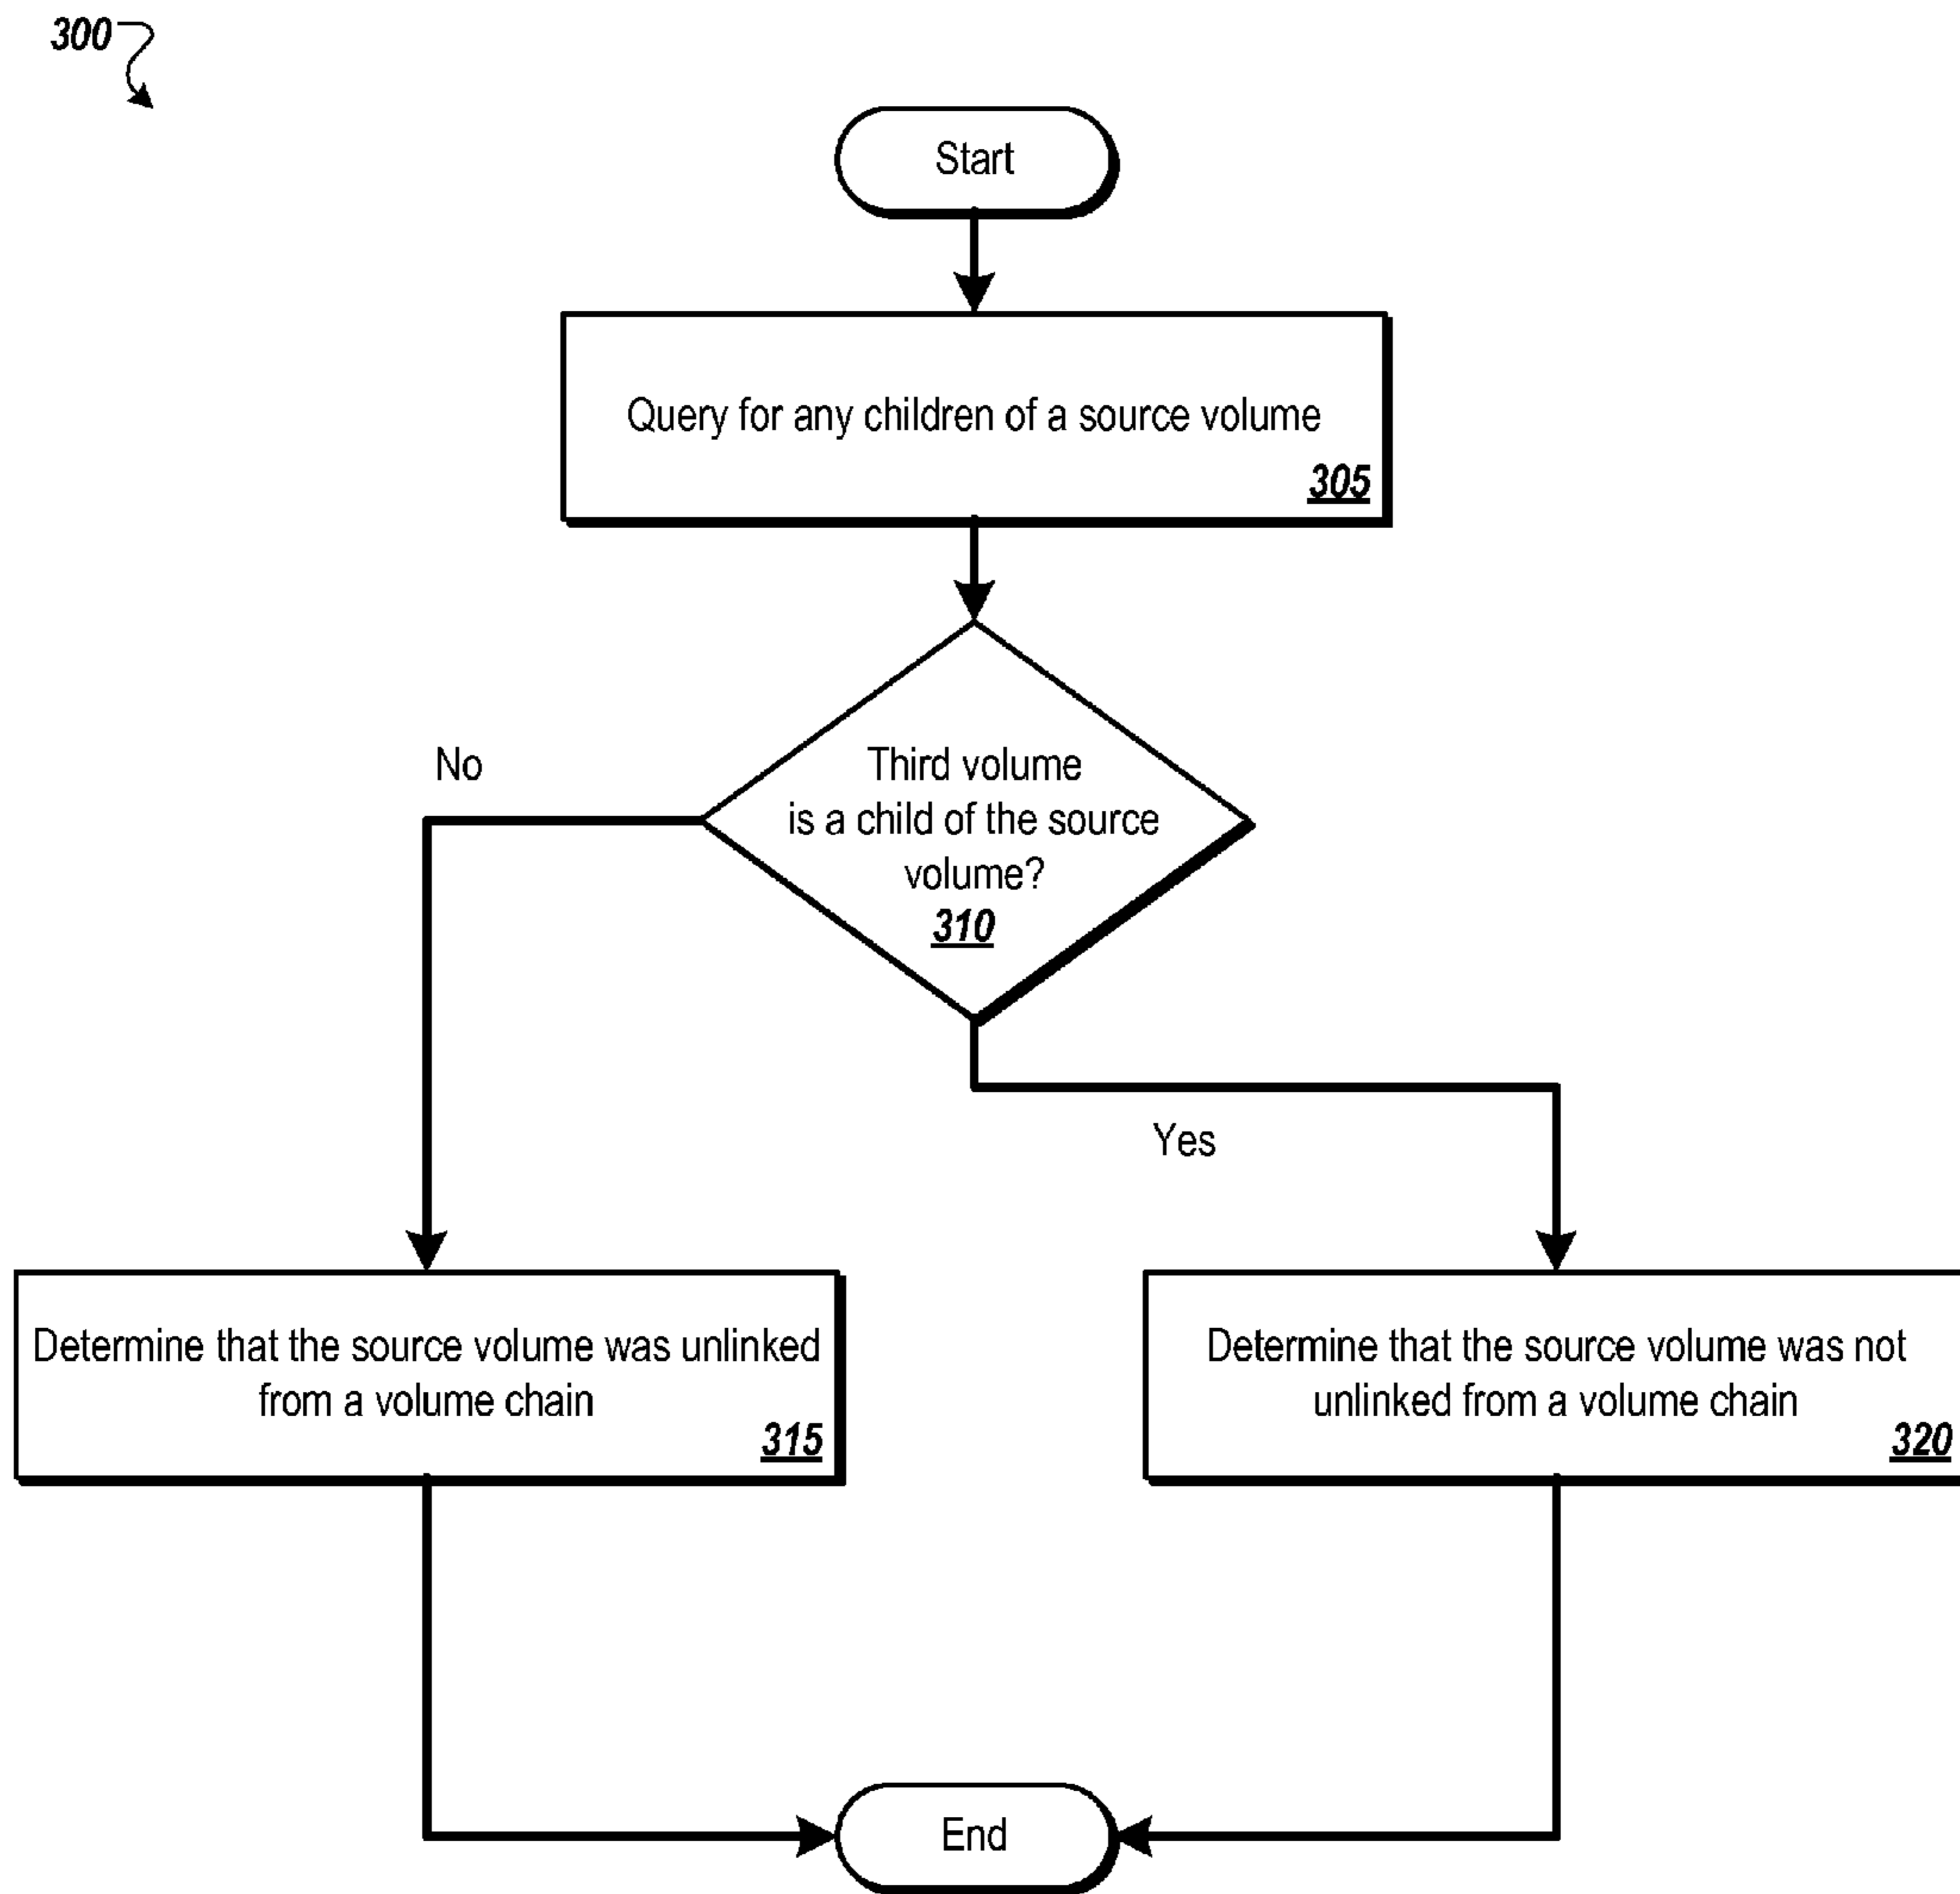 300
Start
Query for any children of a source volume
305
Third volume
is a child of the source
volume?
310
No
Yes
Determine that the source volume was unlinked
from a volume chain
315
Determine that the source volume was not
unlinked from a volume chain
320
End